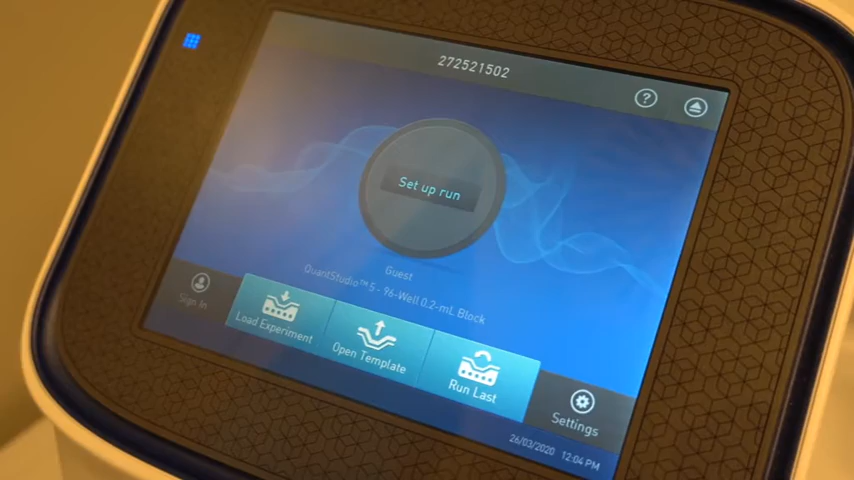 272521502
?
Set up run
Guest
QuantStudio™ 5 - 96-Well 0.2-mL Block
Sign In
Load Experiment
Open Template
Run Last
Settings
26/03/2020 12:04 PM